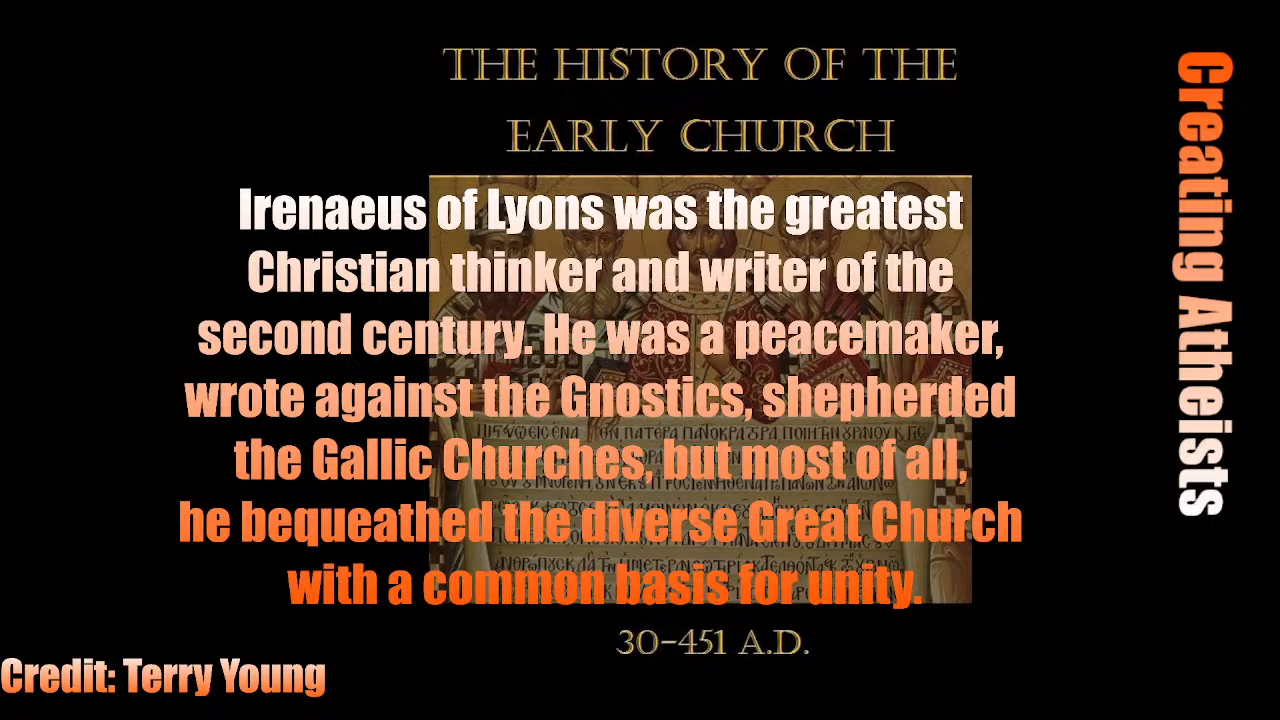 THE HISTORY OF THE
EARLY CHURCH
Irenaeus of Lyons was the greatest
Christian thinker and writer of the
second century. He was a peacemaker,
wrote against the Gnostics, shepherded
the Gallic Churches, but most of all,
he bequeathed the diverse Great Church
with a common basis for unity.
30-451 A.D.
Credit: Terry Young
Creating Atheists